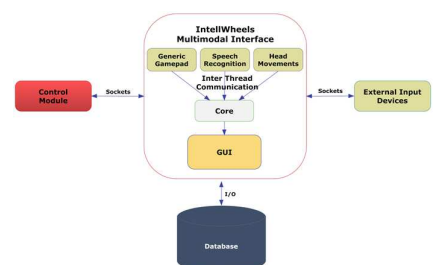 IntellWheels
Multimodal Interface
Generic
Gamepad
Speech
Recognition
Head
Movements
Inter Thread
Communication
Control
Module
Sockets
Core
Sockets
External Input
Devices
GUI
I/O
Database